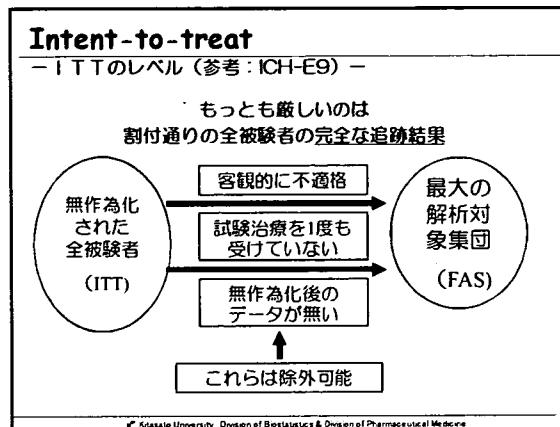 Intent-to-treat
－ＩＴＴのレベル（参考：ICH-E9）－
もっとも厳しいのは
割付通りの全被験者の完全な追跡結果
無作為化
された
全被験者
（ITT）
客観的に不適格
試験治療を1度も
受けていない
無作為化後の
データが無い
これらは除外可能
最大の
解析対
象集団
（FAS）
Kitasato University, Division of Biostatistics & Division of Pharmaceutical Medicine